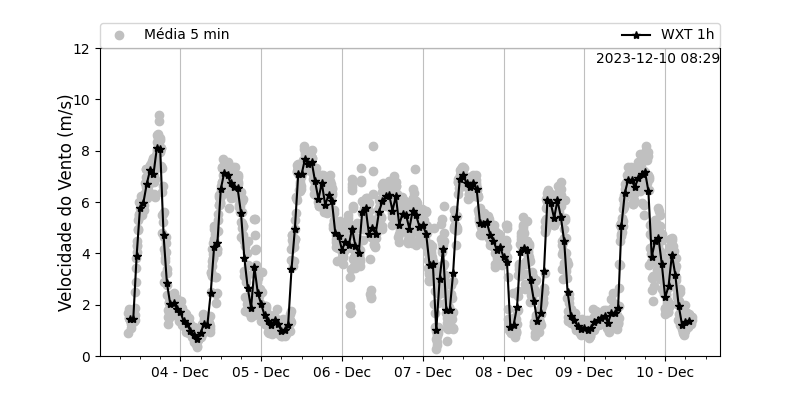 Média 5 min
WXT 1h
2023-12-10 08:29
Velocidade do Vento (m/s)
12
10
8
6
4
2
0
04 - Dec 05 - Dec 06 - Dec 07 - Dec 08 - Dec 09 - Dec 10 - Dec